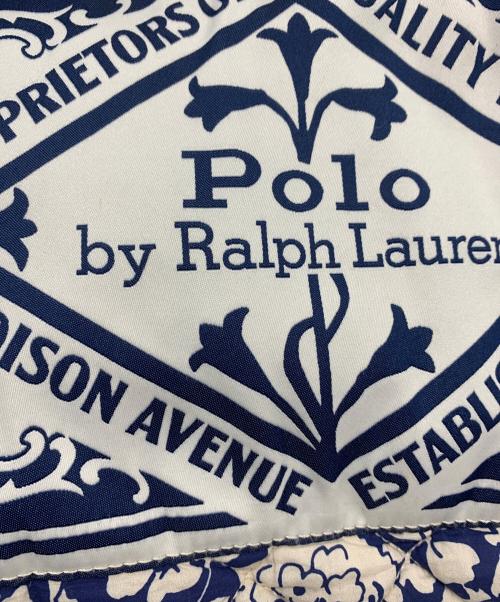 PRIETORS O
UALITY
Polo
by Ralph Lauren
DISON AVENUE
ESTABLIS